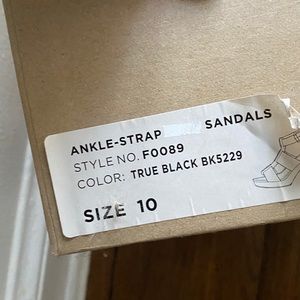 ANKLE-STRAP SANDALS
STYLE NO. F0089
COLOR: TRUE BLACK BK5229
SIZE 10